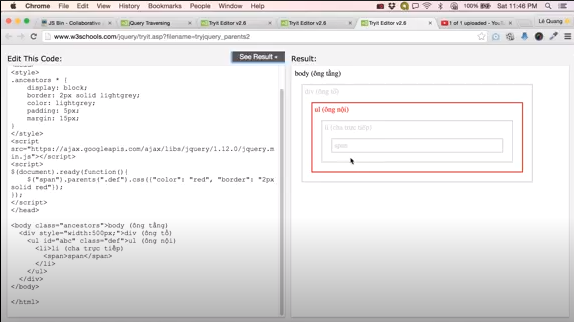 Chrome File Edit View History Bookmarks People Window Help
100% Sat 11:46 PM
JS Bin - Collaborative
jQuery Traversing
Tryit Editor v2.6
Tryit Editor v2.6
Tryit Editor v2.6
1 of 1 uploaded - You
Lê Quang
www.w3schools.com/jquery/tryit.asp?filename=tryjquery_parents2
Edit This Code:
See Result »
Result:
<style>
.ancestors * {
display: block;
border: 2px solid lightgrey;
color: lightgrey;
padding: 5px;
margin: 15px;
}
</style>
<script
src="https://ajax.googleapis.com/ajax/libs/jquery/1.12.0/jquery.m
in.js"></script>
<script>
$(document).ready(function(){
$("span").parents(".def").css({"color": "red", "border": "2px
solid red"});
});
</script>
</head>
<body class="ancestors">body (ông tằng)
<div style="width:500px;">div (ông tổ)
<ul id="abc" class="def">ul (ông nội)
<li>li (cha trực tiếp)
<span>span</span>
</li>
</ul>
</div>
</body>
</html>
body (ông tằng)
div (ông tổ)
ul (ông nội)
li (cha trực tiếp)
span